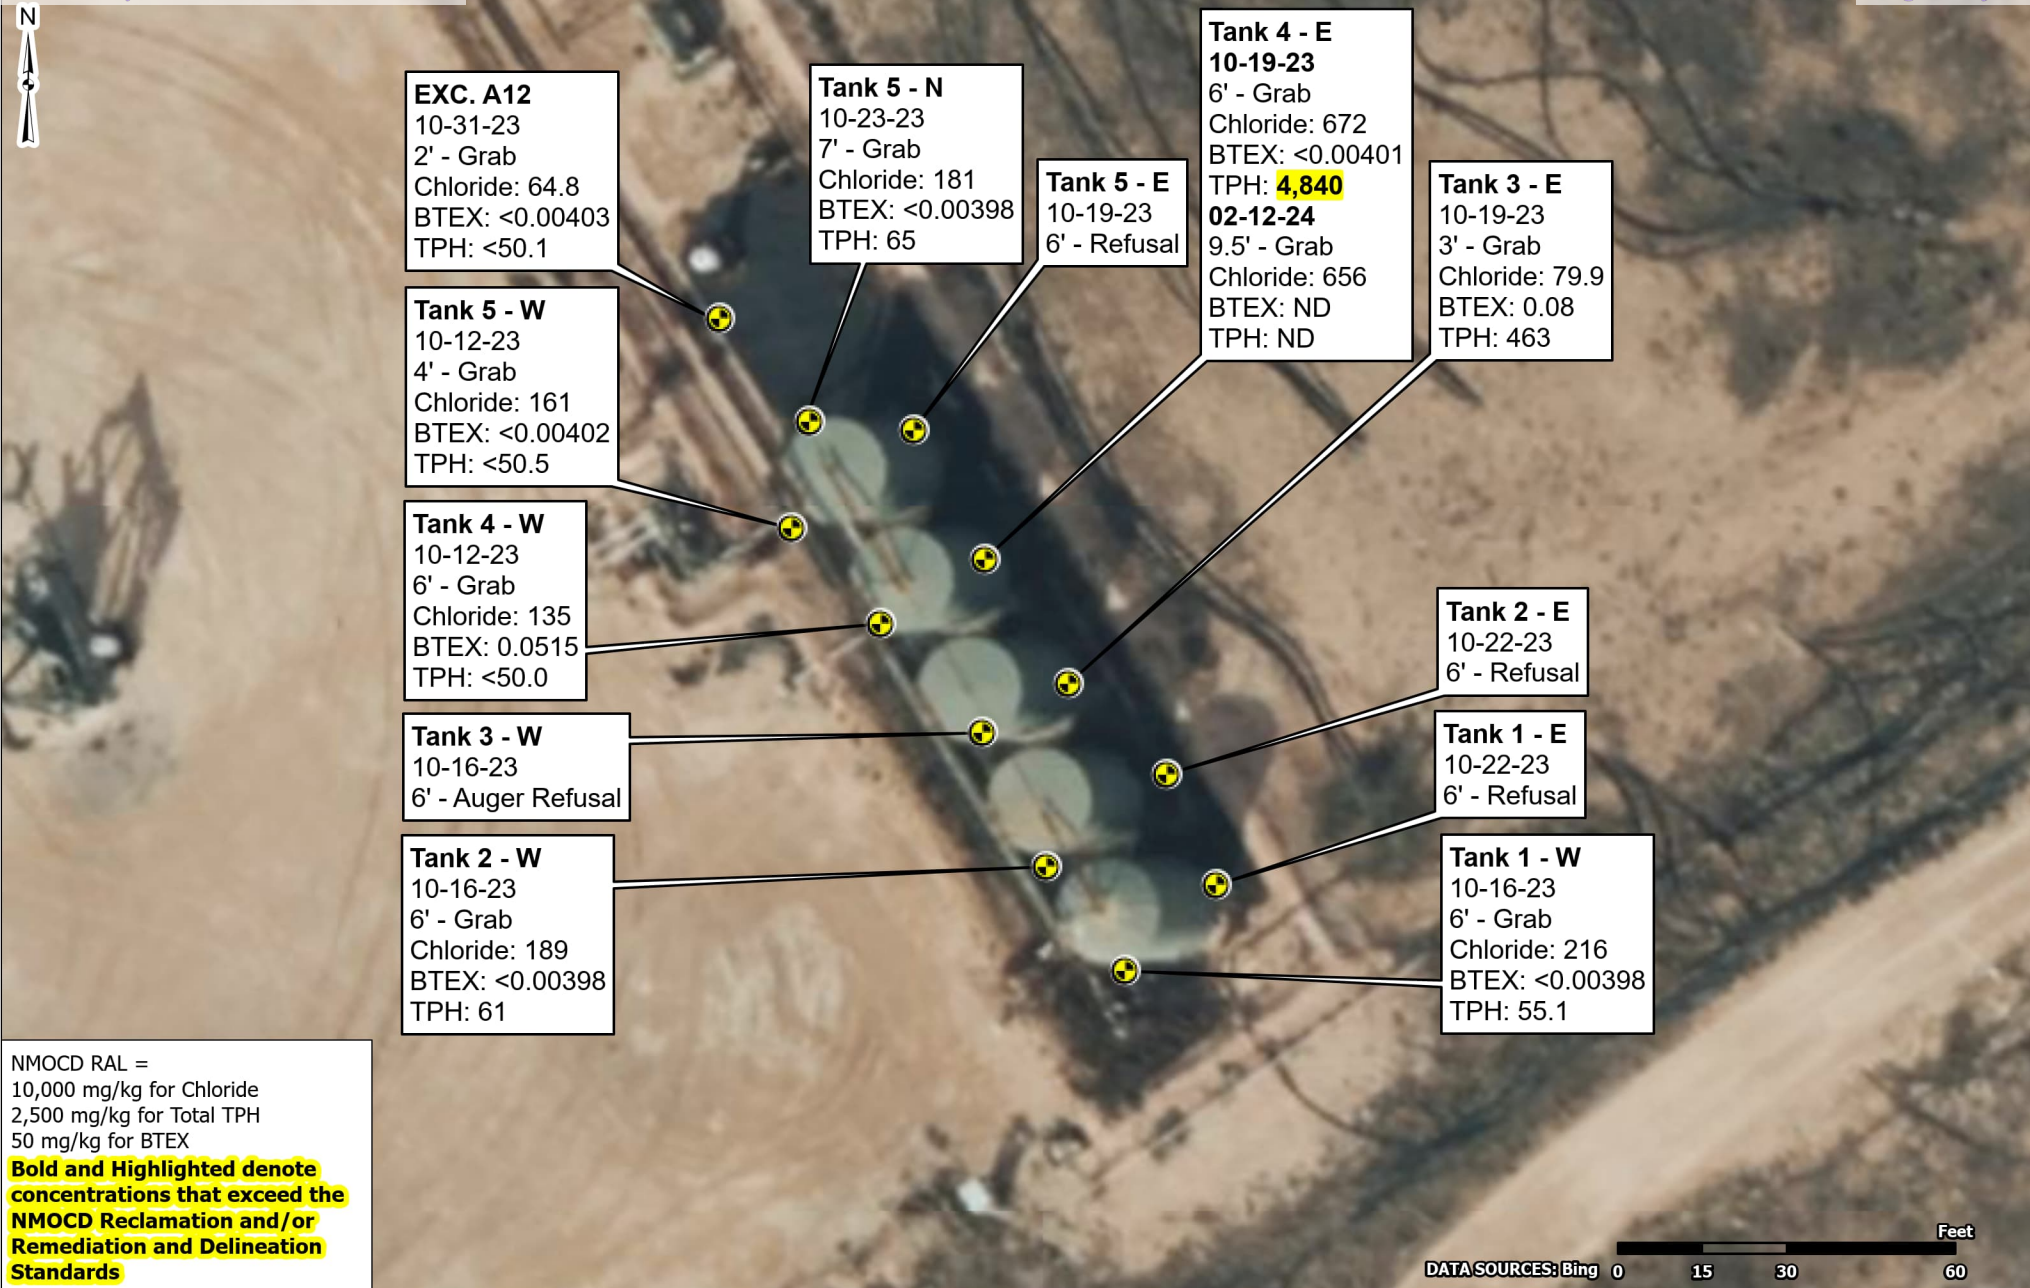 N
EXC. A12
10-31-23
2' - Grab
Chloride: 64.8
BTEX: <0.00403
TPH: <50.1
Tank 5 - N
10-23-23
7' - Grab
Chloride: 181
BTEX: <0.00398
TPH: 65
Tank 5 - E
10-19-23
6' - Refusal
Tank 4 - E
10-19-23
6' - Grab
Chloride: 672
BTEX: <0.00401
TPH: 4,840
02-12-24
9.5' - Grab
Chloride: 656
BTEX: ND
TPH: ND
Tank 3 - E
10-19-23
3' - Grab
Chloride: 79.9
BTEX: 0.08
TPH: 463
Tank 5 - W
10-12-23
4' - Grab
Chloride: 161
BTEX: <0.00402
TPH: <50.5
Tank 4 - W
10-12-23
6' - Grab
Chloride: 135
BTEX: 0.0515
TPH: <50.0
Tank 3 - W
10-16-23
6' - Auger Refusal
Tank 2 - W
10-16-23
6' - Grab
Chloride: 189
BTEX: <0.00398
TPH: 61
Tank 2 - E
10-22-23
6' - Refusal
Tank 1 - E
10-22-23
6' - Refusal
Tank 1 - W
10-16-23
6' - Grab
Chloride: 216
BTEX: <0.00398
TPH: 55.1
NMOCD RAL =
10,000 mg/kg for Chloride
2,500 mg/kg for Total TPH
50 mg/kg for BTEX
Bold and Highlighted denote
concentrations that exceed the
NMOCD Reclamation and/or
Remediation and Delineation
Standards
Feet
DATA SOURCES: Bing 0 15 30 60